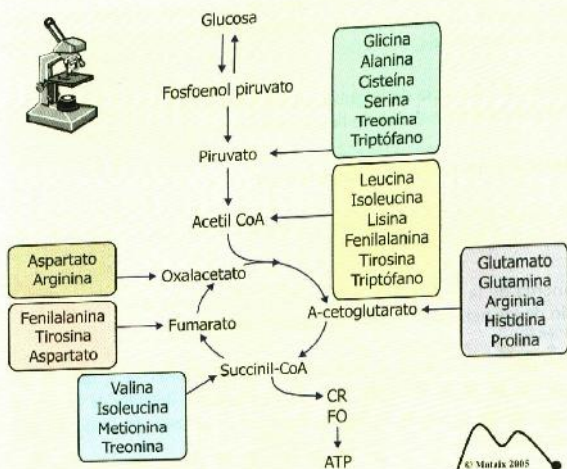 Glucosa
Fosfoenol piruvato
Piruvato
Acetil CoA
Oxalacetato
Fumarato
Succinil-CoA
A-cetoglutarato
CR
FO
ATP
Glicina
Alanina
Cisteína
Serina
Treonina
Triptófano
Leucina
Isoleucina
Lisina
Fenilalanina
Tirosina
Triptófano
Aspartato
Arginina
Fenilalanina
Tirosina
Aspartato
Valina
Isoleucina
Metionina
Treonina
Glutamato
Glutamina
Arginina
Histidina
Prolina
© Mataix 2005